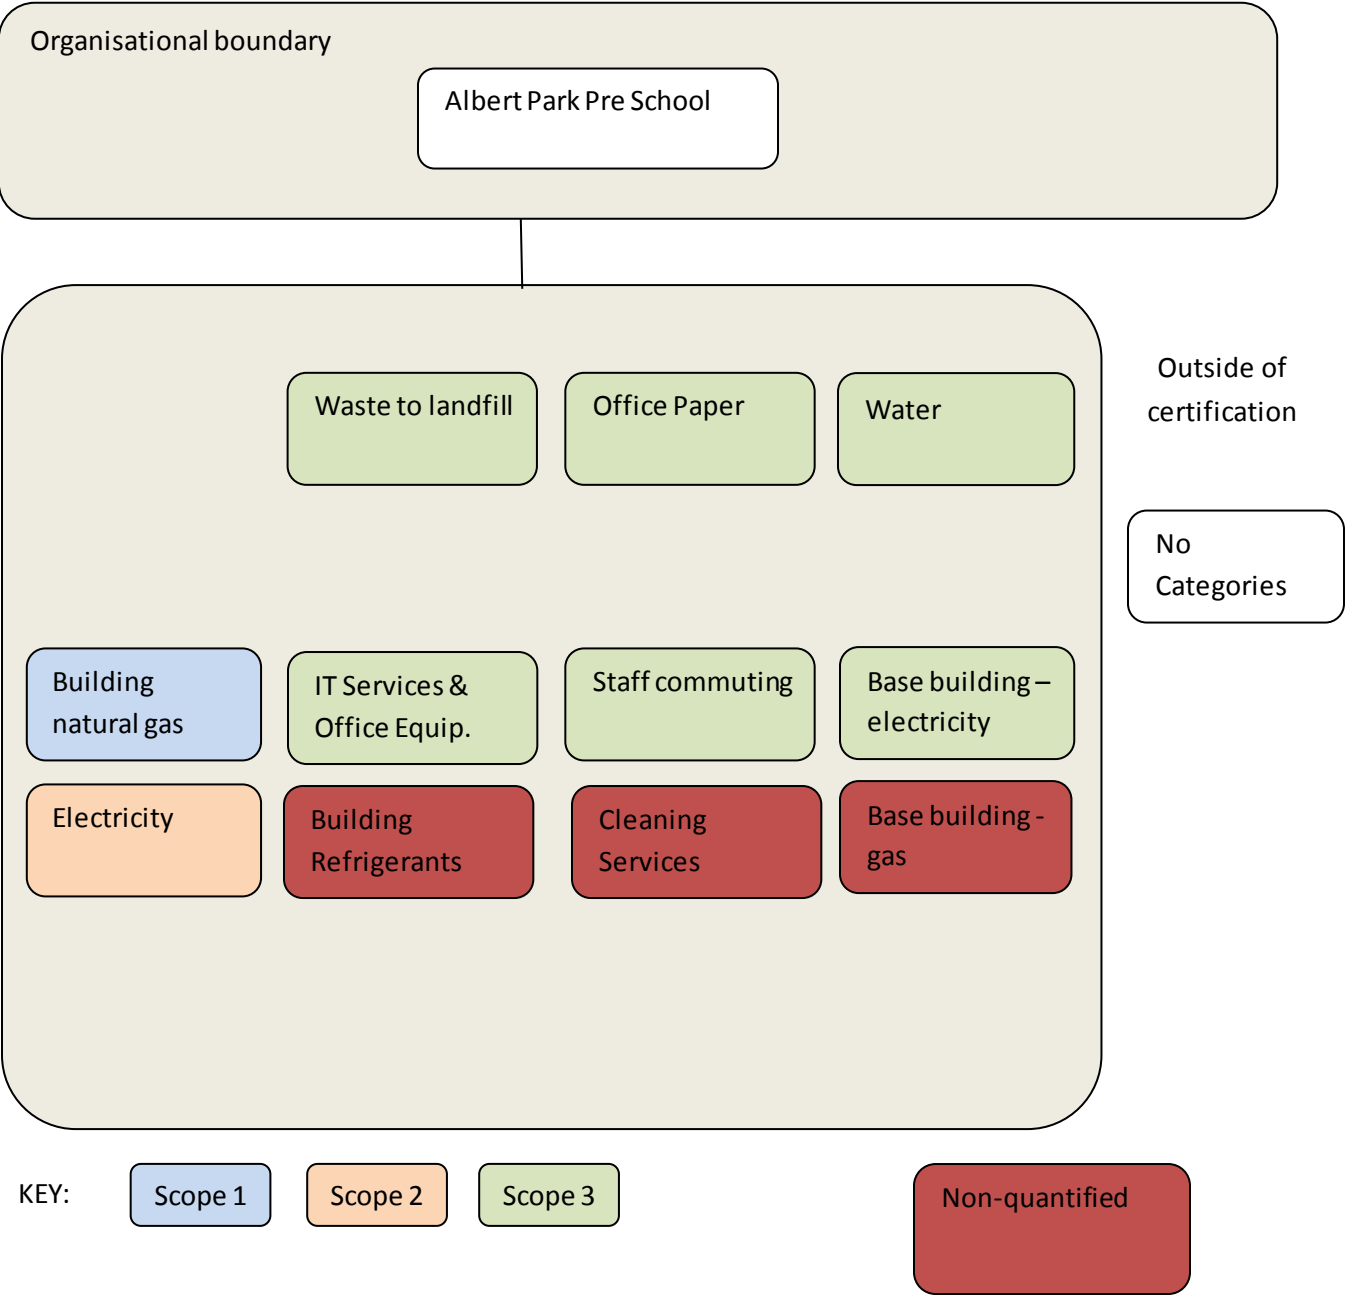 Organisational boundary
Albert Park Pre School
Waste to landfill
Office Paper
Water
Outside of
certification
No
Categories
Building
natural gas
IT Services &
Office Equip.
Staff commuting
Base building –
electricity
Electricity
Building
Refrigerants
Cleaning
Services
Base building -
gas
KEY:
Scope 1
Scope 2
Scope 3
Non-quantified